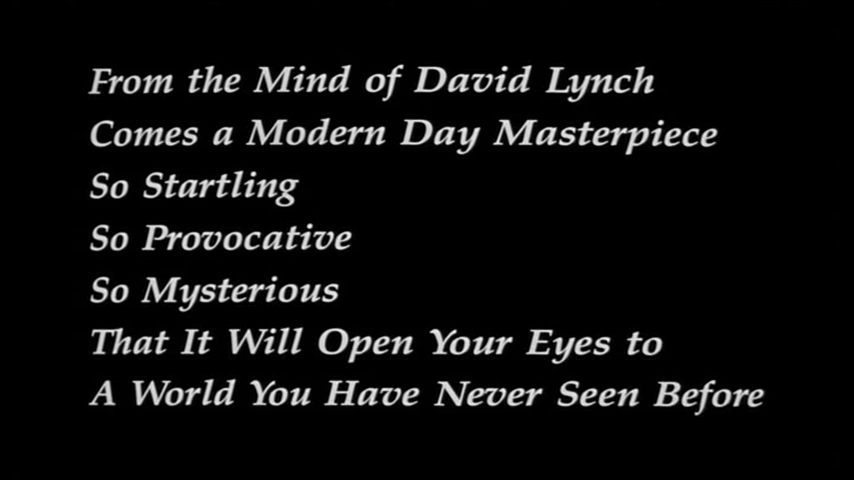 From the Mind of David Lynch
Comes a Modern Day Masterpiece
So Startling
So Provocative
So Mysterious
That It Will Open Your Eyes to
A World You Have Never Seen Before